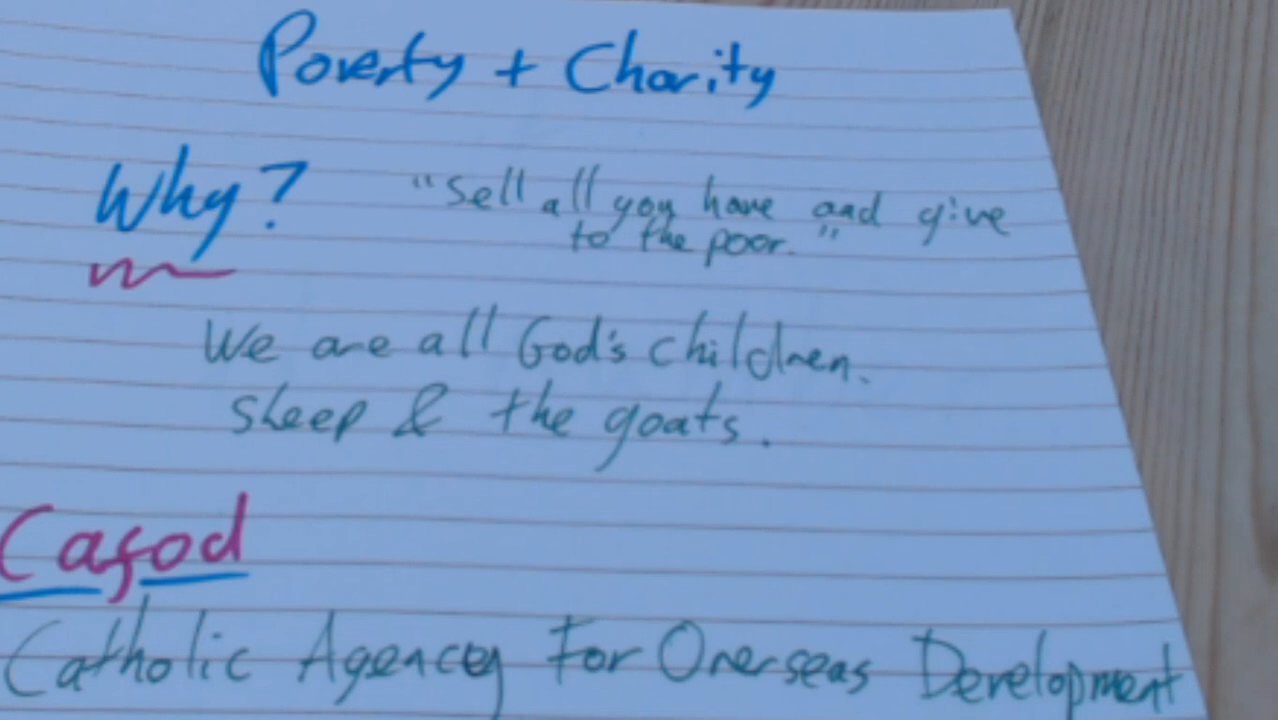 Poverty + Charity
Why? "Sell all you have and give
to the poor."
We are all God's children.
Sheep & the goats.
Cafod
Catholic Agency For Overseas Development